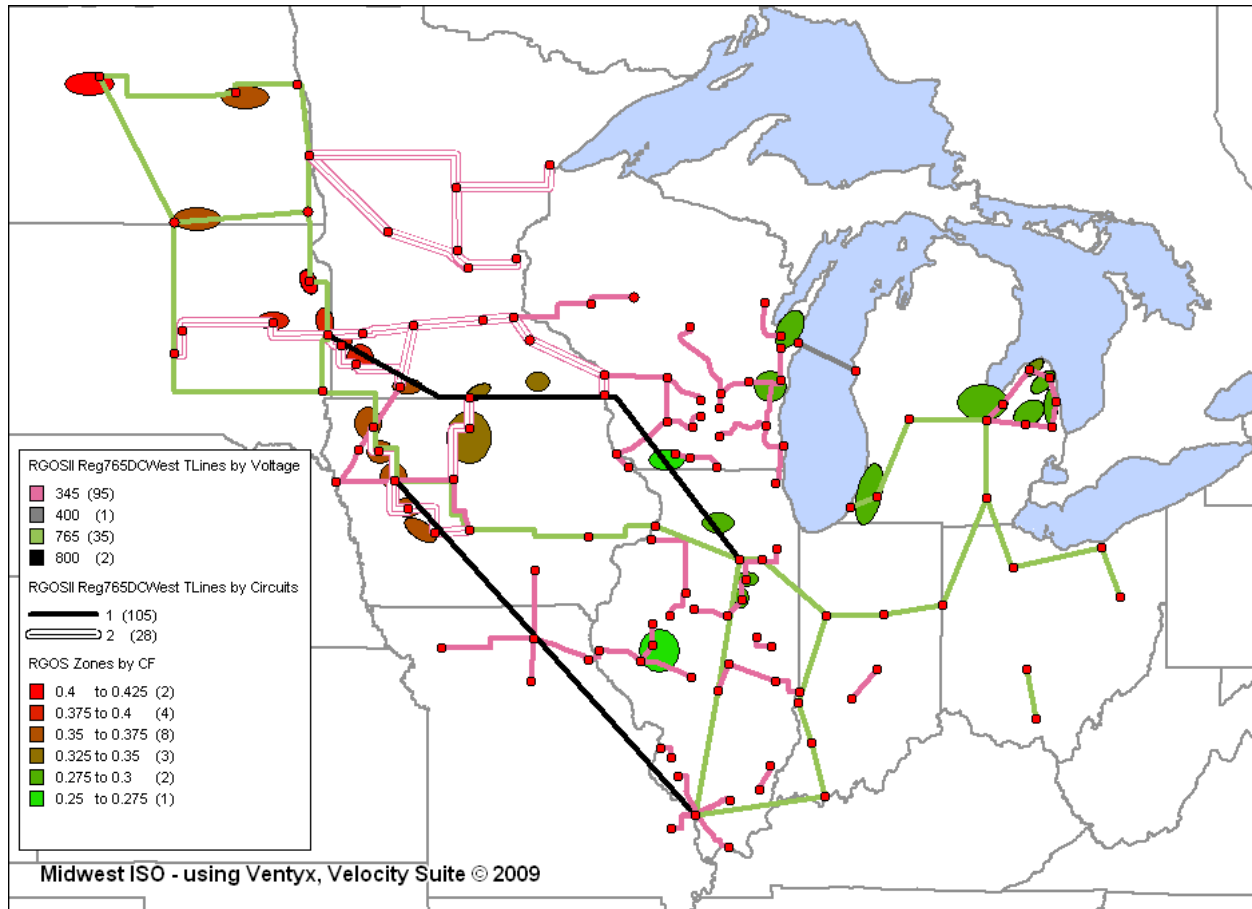 RGOSII Reg765DCWest TLines by Voltage
345 (95)
400 (1)
765 (35)
800 (2)
RGOSII Reg765DCWest TLines by Circuits
1 (105)
2 (28)
RGOS Zones by CF
0.4 to 0.425 (2)
0.375 to 0.4 (4)
0.35 to 0.375 (8)
0.325 to 0.35 (3)
0.275 to 0.3 (2)
0.25 to 0.275 (1)
Midwest ISO - using Ventyx, Velocity Suite © 2009